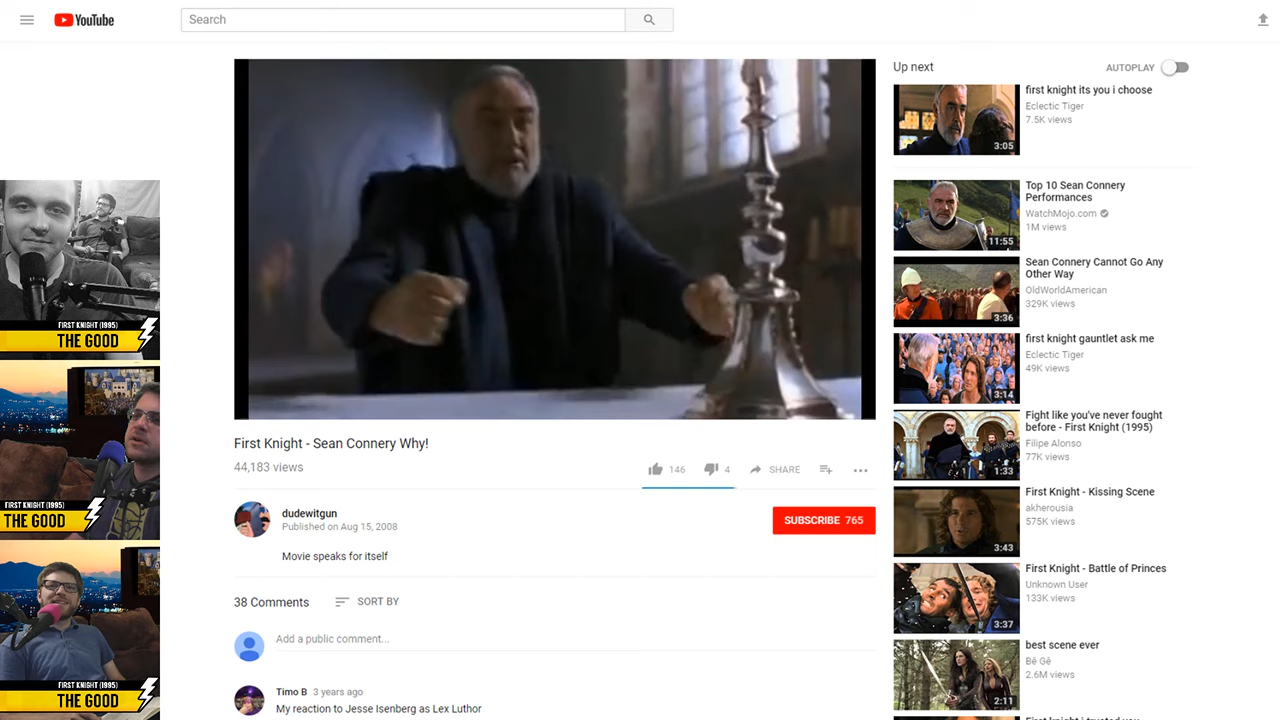 YouTube
Search
Up next
AUTOPLAY
first knight its you i choose
Eclectic Tiger
7.5K views
3:05
Top 10 Sean Connery
Performances
WatchMojo.com
1M views
11:55
Sean Connery Cannot Go Any
Other Way
OldWorldAmerican
329K views
3:36
first knight gauntlet ask me
Eclectic Tiger
49K views
3:14
Fight like you've never fought
before - First Knight (1995)
Filipe Alonso
77K views
1:33
First Knight - Kissing Scene
akherousia
575K views
3:43
First Knight - Battle of Princes
Unknown User
133K views
3:37
best scene ever
Bê Gê
2.6M views
2:11
First knight i trusted you
FIRST KNIGHT (1995)
THE GOOD
FIRST KNIGHT (1995)
THE GOOD
FIRST KNIGHT (1995)
THE GOOD
First Knight - Sean Connery Why!
44,183 views
146
4
SHARE
dudewitgun
Published on Aug 15, 2008
SUBSCRIBE 765
Movie speaks for itself
38 Comments
SORT BY
Add a public comment...
Timo B 3 years ago
My reaction to Jesse Isenberg as Lex Luthor